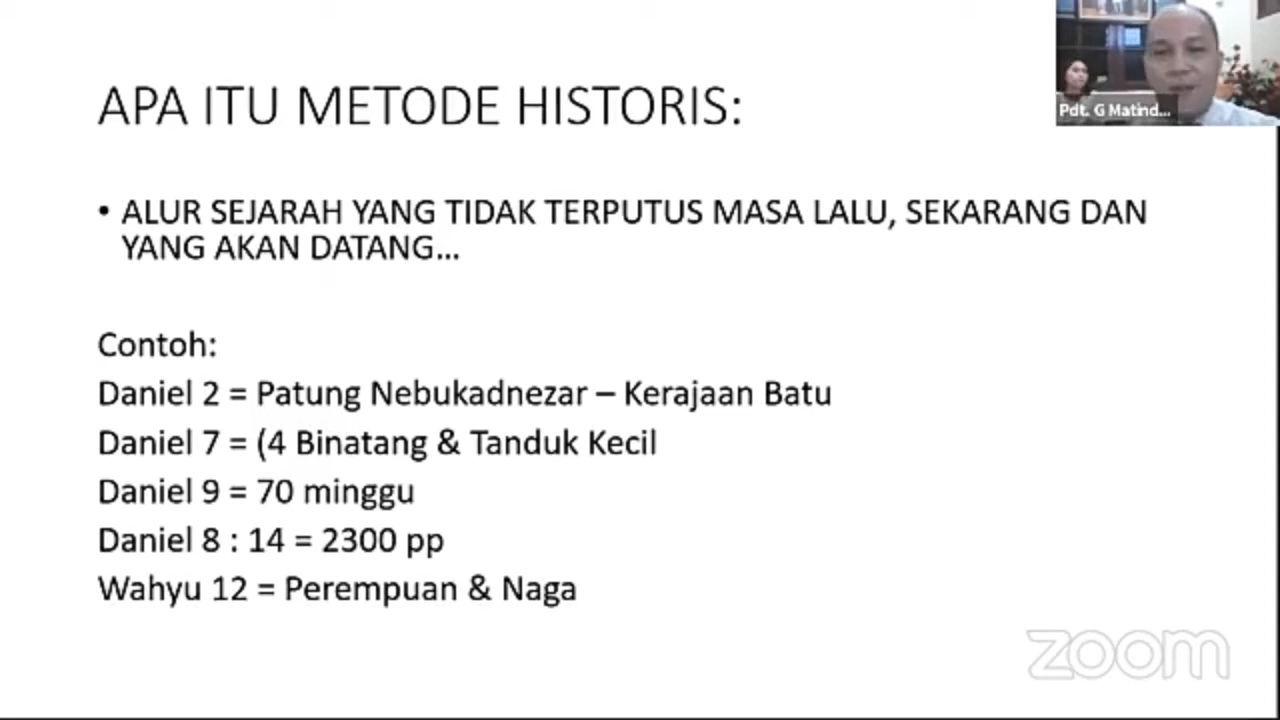 APA ITU METODE HISTORIS:
• ALUR SEJARAH YANG TIDAK TERPUTUS MASA LALU, SEKARANG DAN
YANG AKAN DATANG...
Contoh:
Daniel 2 = Patung Nebukadnezar – Kerajaan Batu
Daniel 7 = (4 Binatang & Tanduk Kecil
Daniel 9 = 70 minggu
Daniel 8 : 14 = 2300 pp
Wahyu 12 = Perempuan & Naga
Pdt. G Matind...
zoom